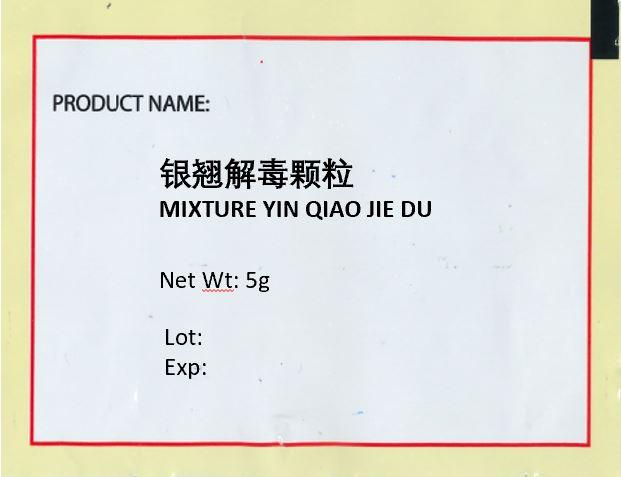 PRODUCT NAME:
银翘解毒颗粒
MIXTURE YIN QIAO JIE DU
Net Wt: 5g
Lot:
Exp: